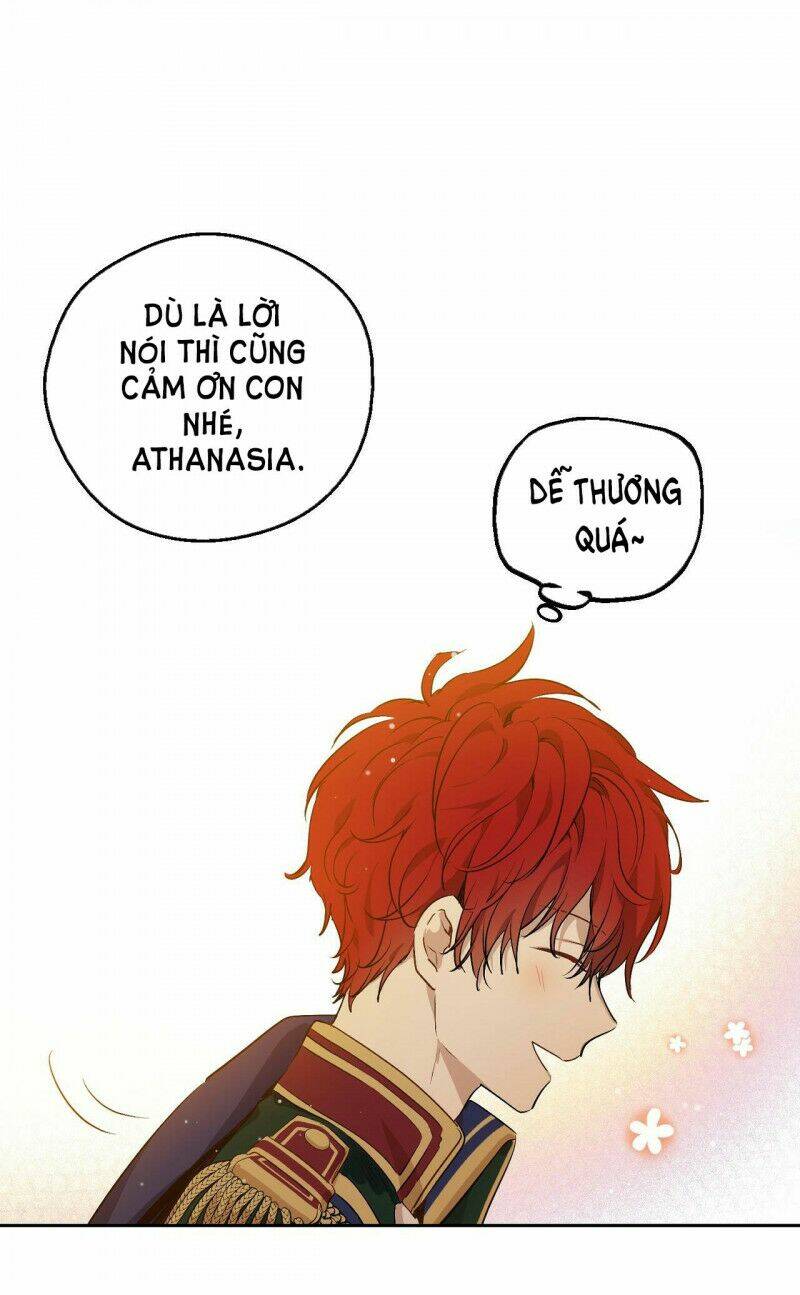 DÙ LÀ LỜI
NÓI THÌ CŨNG
CẢM ƠN CON
NHÉ,
ATHANASIA.
DỄ THƯƠNG
QUÁ~